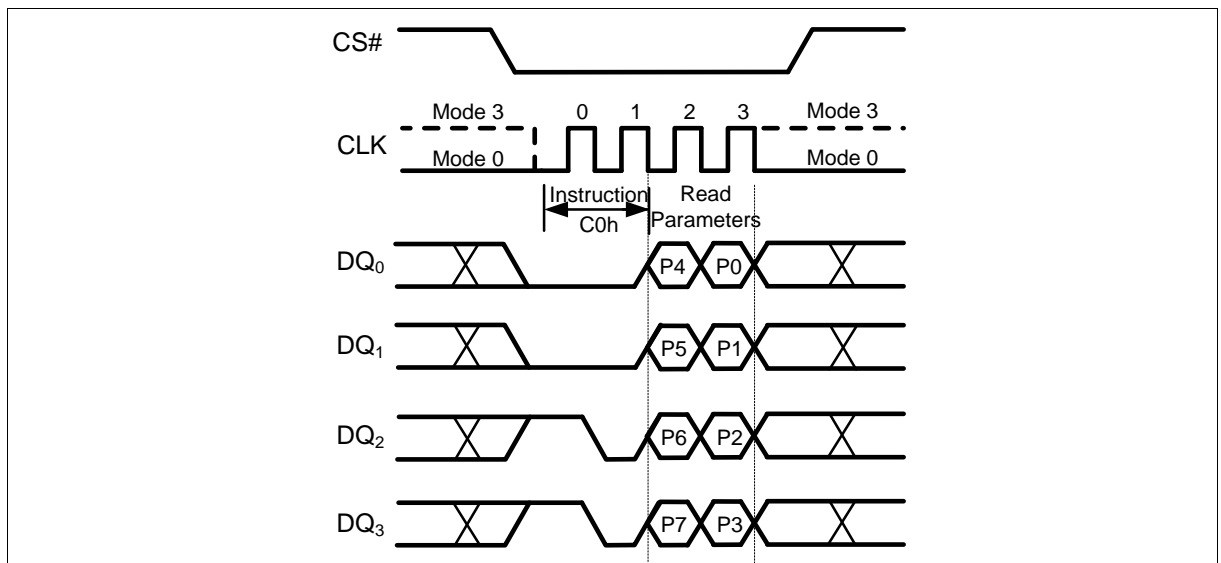 CS#
Mode 3 0 1 2 3 Mode 3
CLK
Mode 0 Mode 0
Instruction Read
C0h Parameters
DQ₀ P4 P0
DQ₁ P5 P1
DQ₂ P6 P2
DQ₃ P7 P3